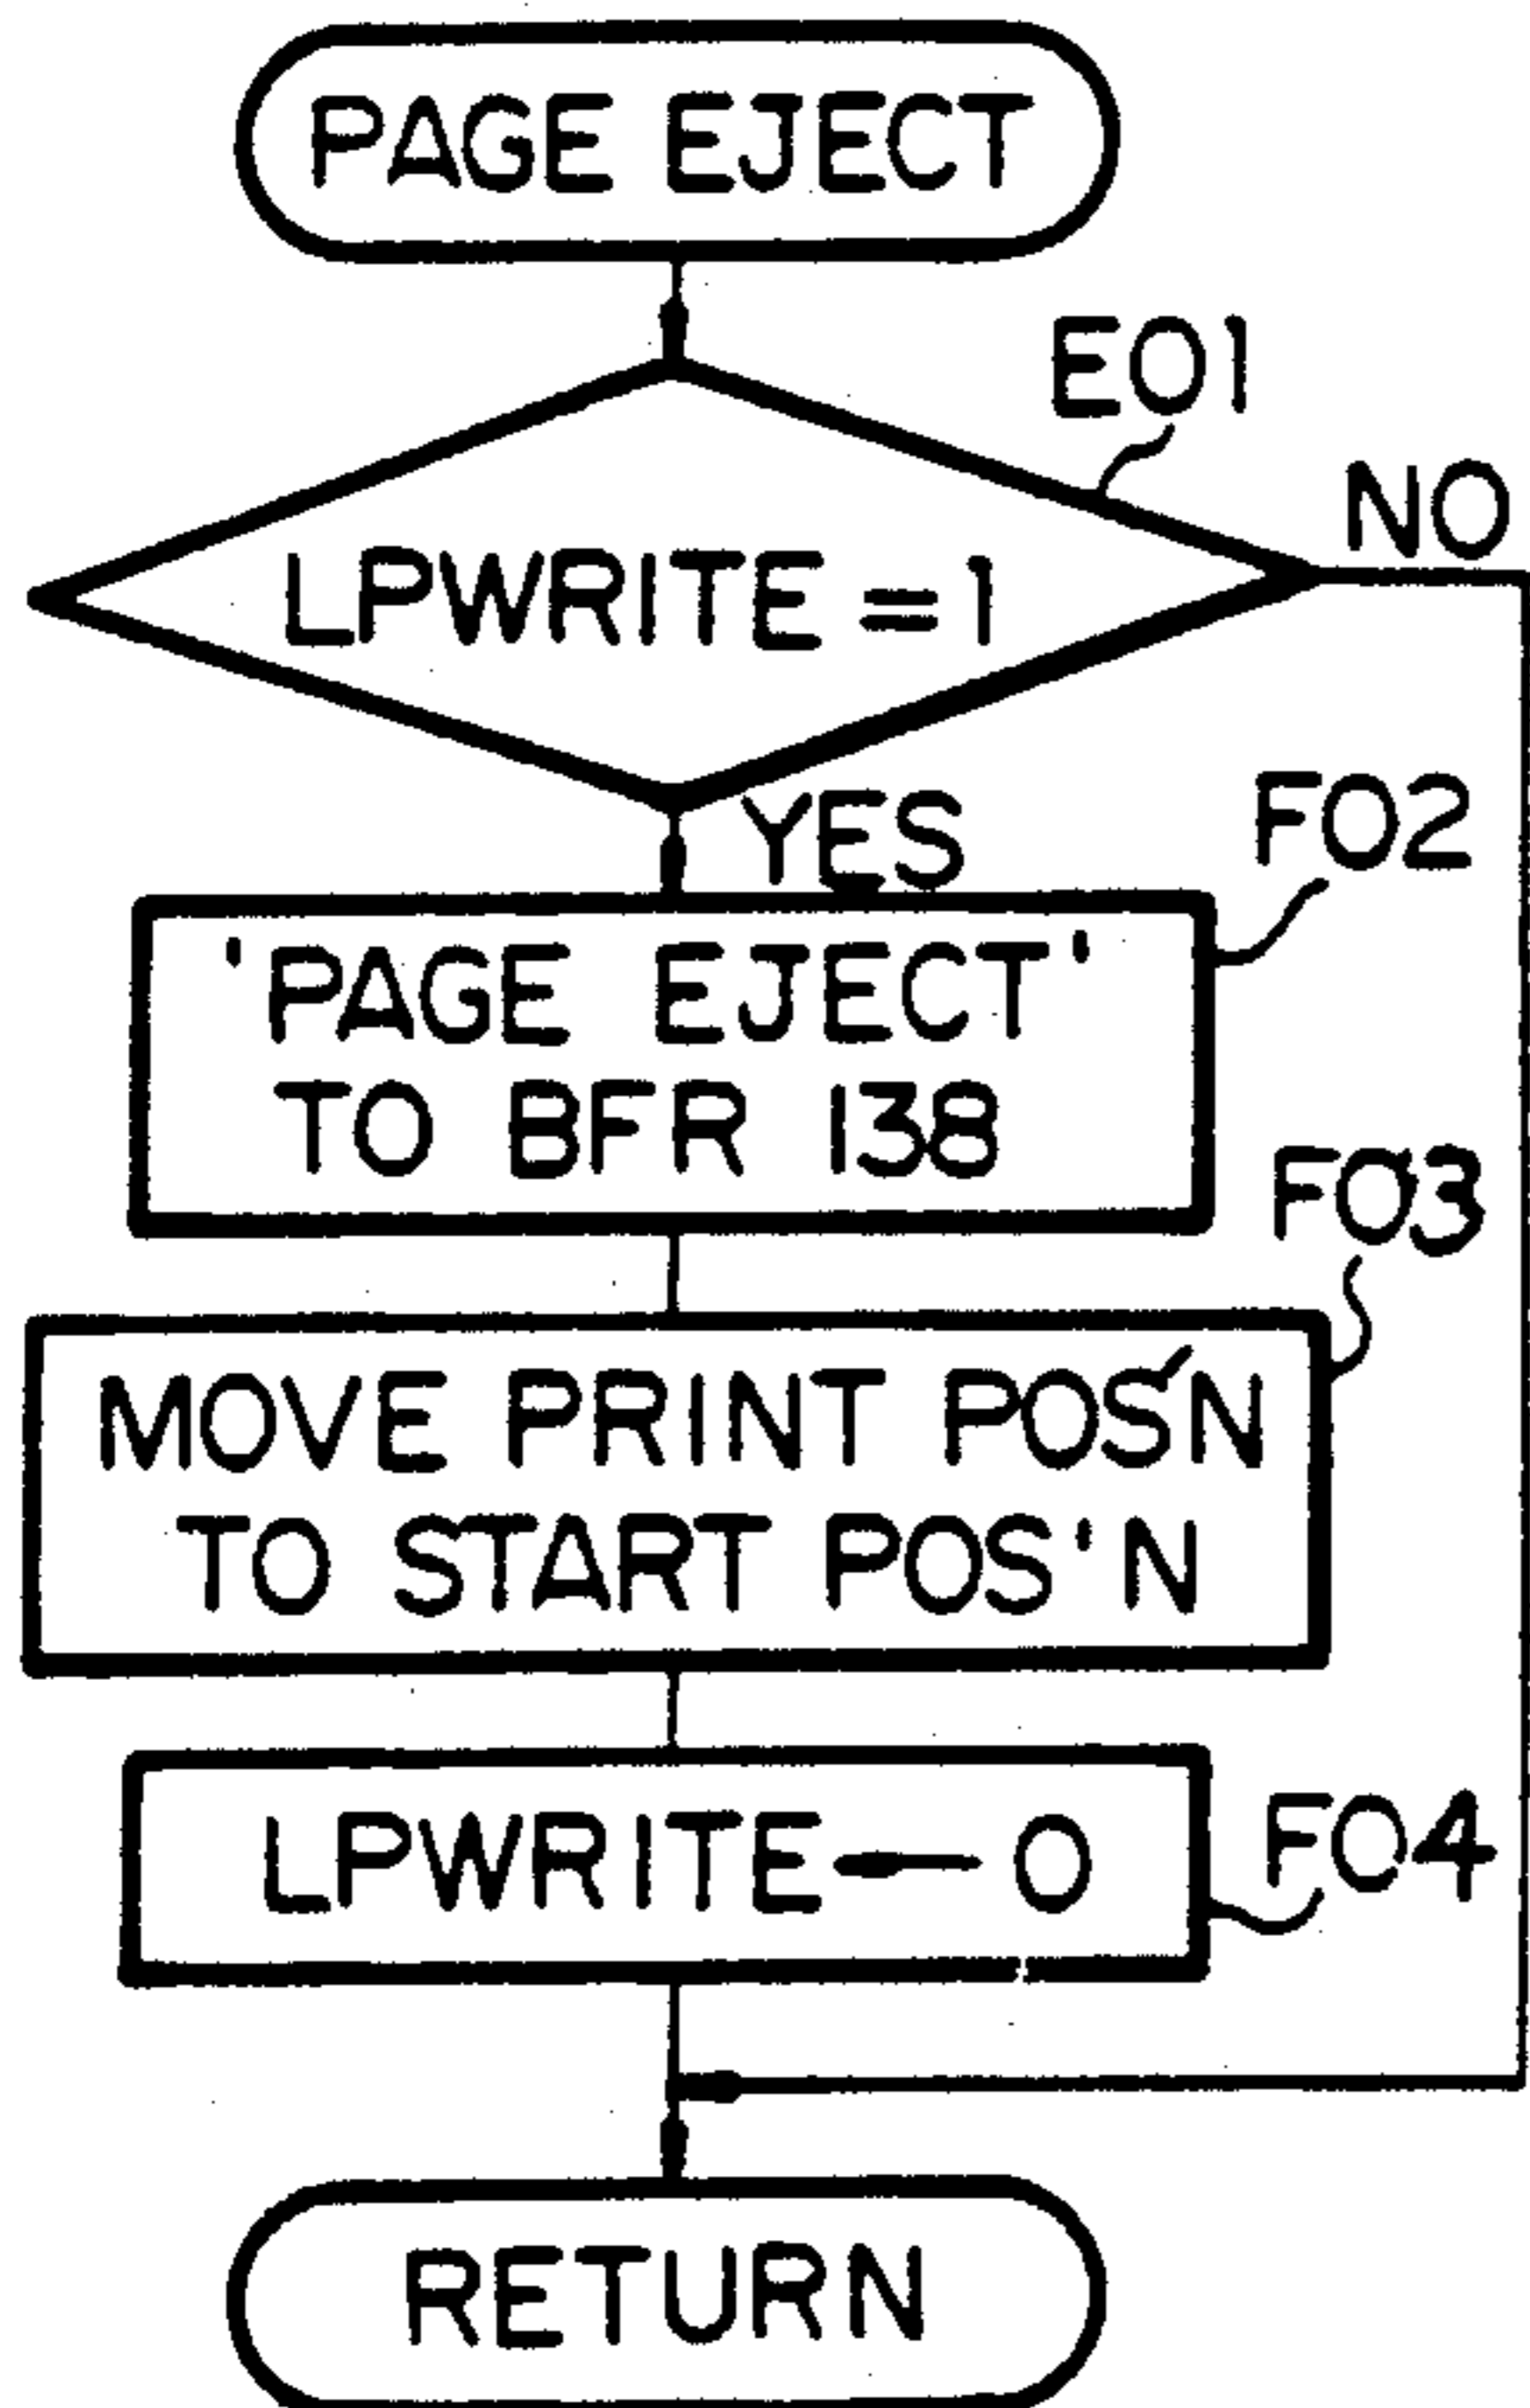 PAGE EJECT
E01
LPWRITE = 1
NO
YES
F02
'PAGE EJECT'
TO BFR 138
F03
MOVE PRINT POS'N
TO START POS'N
LPWRITE ← 0
F04
RETURN